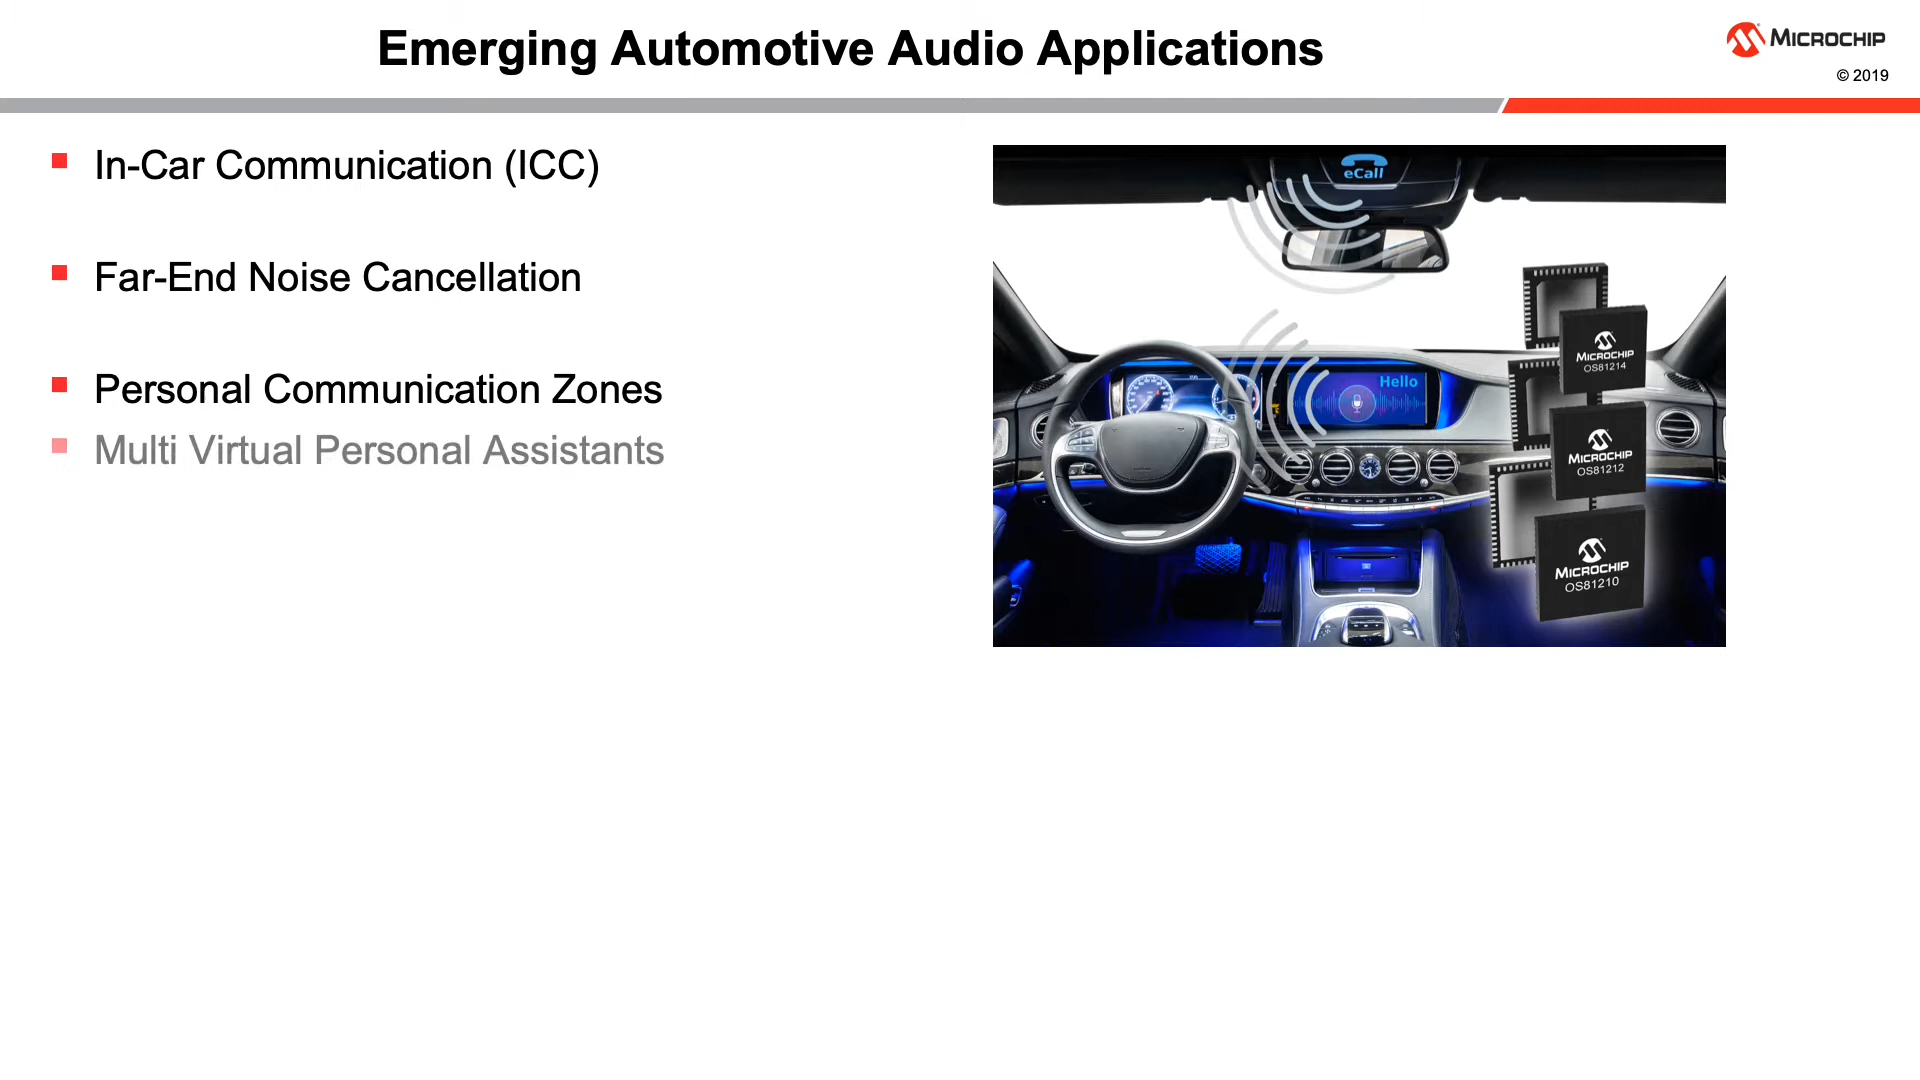 Emerging Automotive Audio Applications
MICROCHIP
© 2019
In-Car Communication (ICC)
Far-End Noise Cancellation
Personal Communication Zones
Multi Virtual Personal Assistants
eCall
Hello
MICROCHIP
OS81214
MICROCHIP
OS81212
MICROCHIP
OS81210